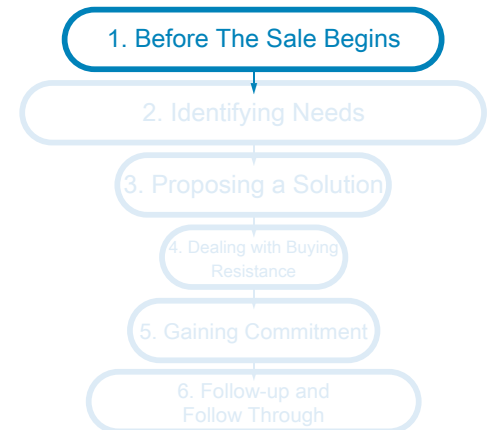 1. Before The Sale Begins
2. Identifying Needs
3. Proposing a Solution
4. Dealing with Buying
Resistance
5. Gaining Commitment
6. Follow-up and
Follow Through